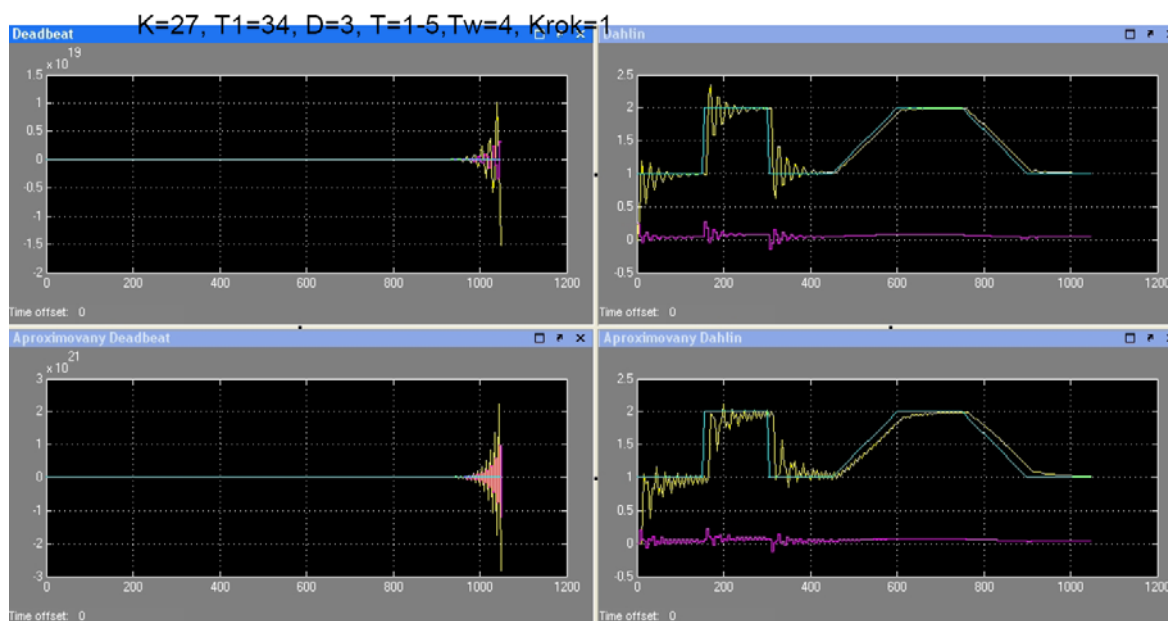 K=27, T1=34, D=3, T=1-5,Tw=4, Krok=1
Deadbeat
x 10^19
1.5
1
0.5
0
-0.5
-1
-1.5
-2
0 200 400 600 800 1000 1200
Time offset: 0
Dahlin
2.5
2
1.5
1
0.5
0
-0.5
0 200 400 600 800 1000 1200
Time offset: 0
Aproximovany Deadbeat
x 10^21
3
2
1
0
-1
-2
-3
0 200 400 600 800 1000 1200
Time offset: 0
Aproximovany Dahlin
2.5
2
1.5
1
0.5
0
-0.5
0 200 400 600 800 1000 1200
Time offset: 0